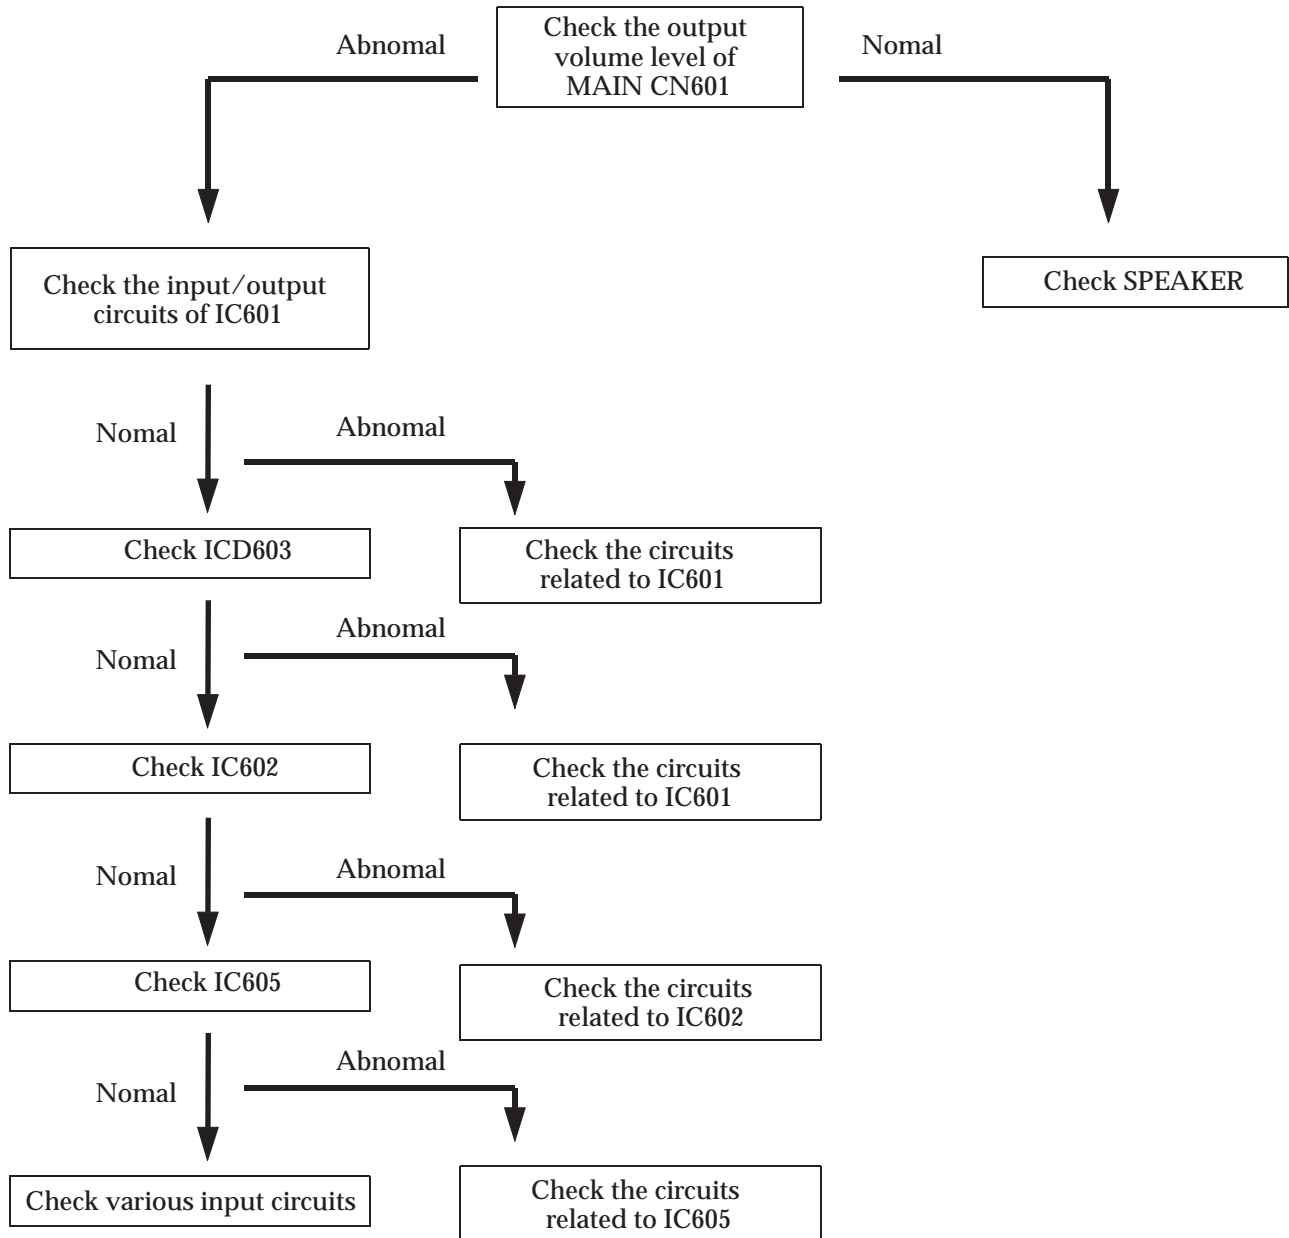 Check the output
volume level of
MAIN CN601
Abnomal
Nomal
Check the input/output
circuits of IC601
Check SPEAKER
Nomal
Abnomal
Check ICD603
Check the circuits
related to IC601
Nomal
Abnomal
Check IC602
Check the circuits
related to IC601
Nomal
Abnomal
Check IC605
Check the circuits
related to IC602
Nomal
Abnomal
Check various input circuits
Check the circuits
related to IC605